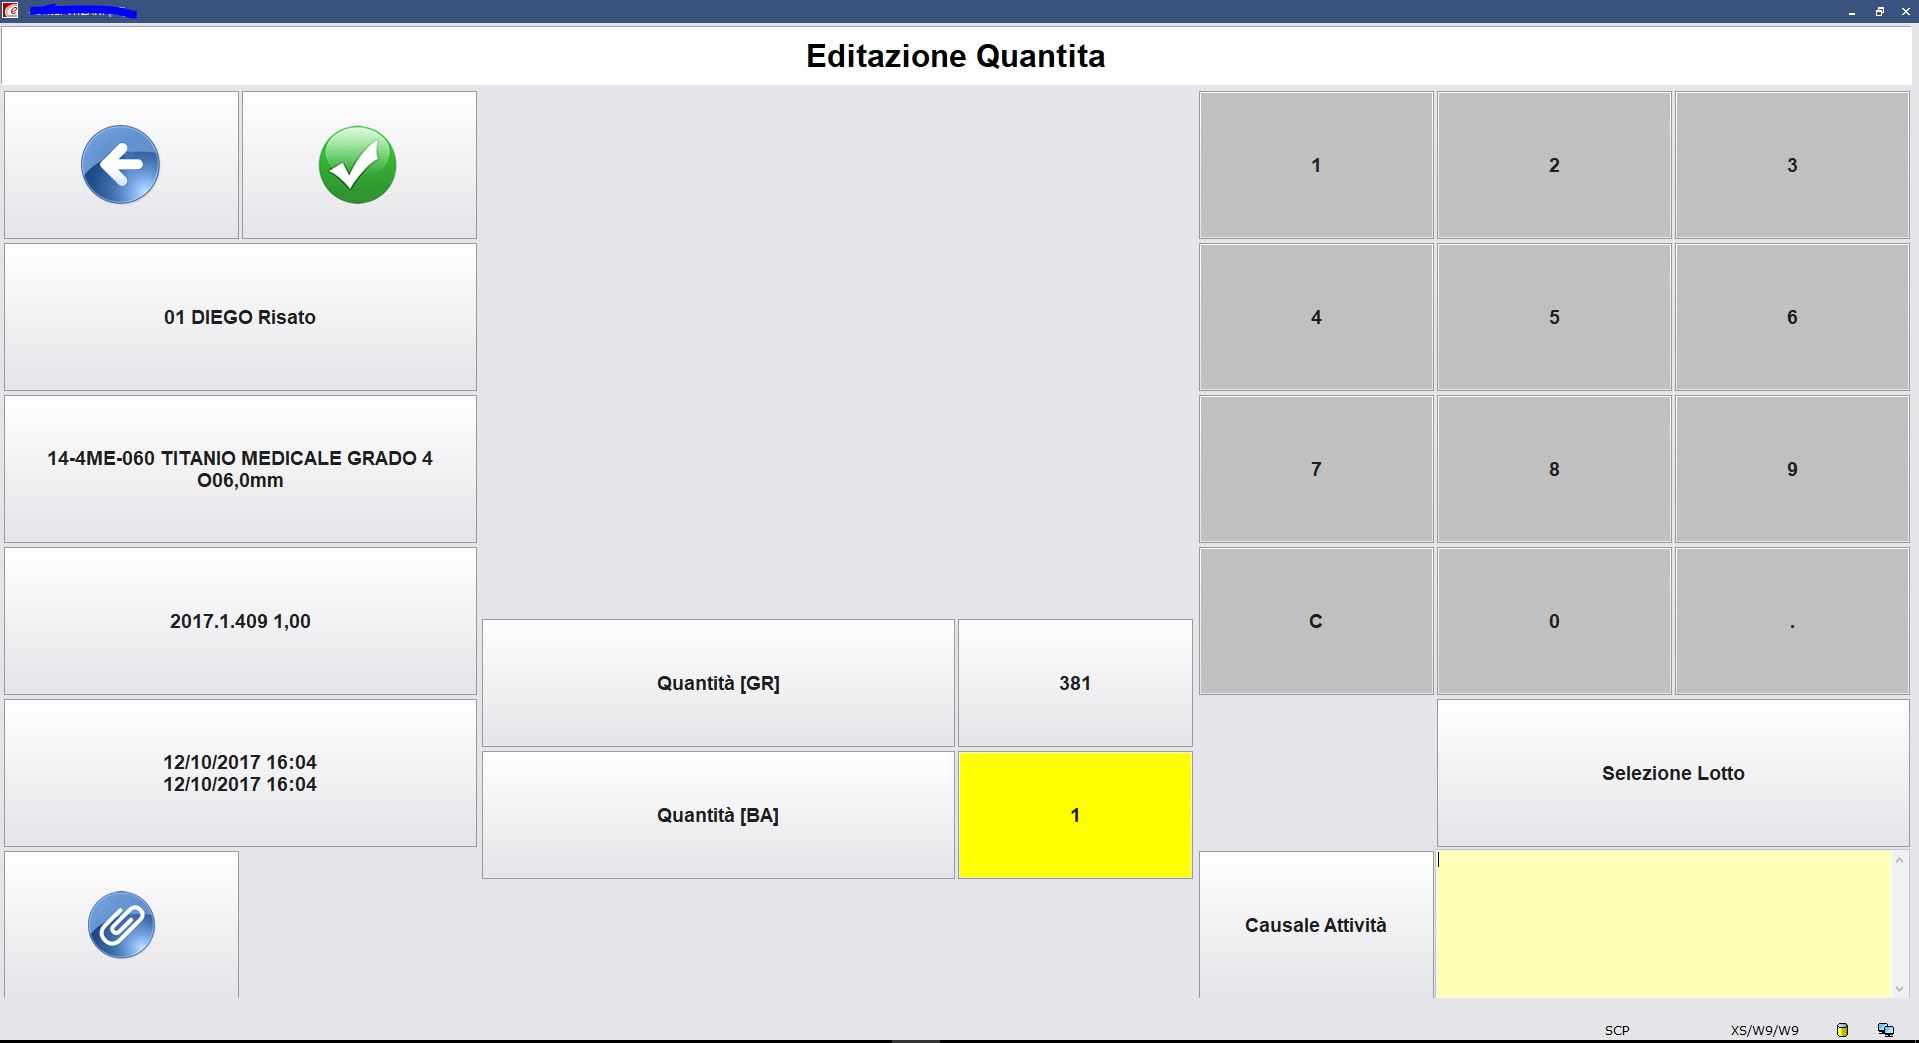 Editazione Quantita
01 DIEGO Risato
14-4ME-060 TITANIO MEDICALE GRADO 4
O06,0mm
2017.1.409 1,00
12/10/2017 16:04
12/10/2017 16:04
Quantità [GR]
381
Quantità [BA]
1
1 2 3
4 5 6
7 8 9
C 0 .
Selezione Lotto
Causale Attività
SCP XS/W9/W9